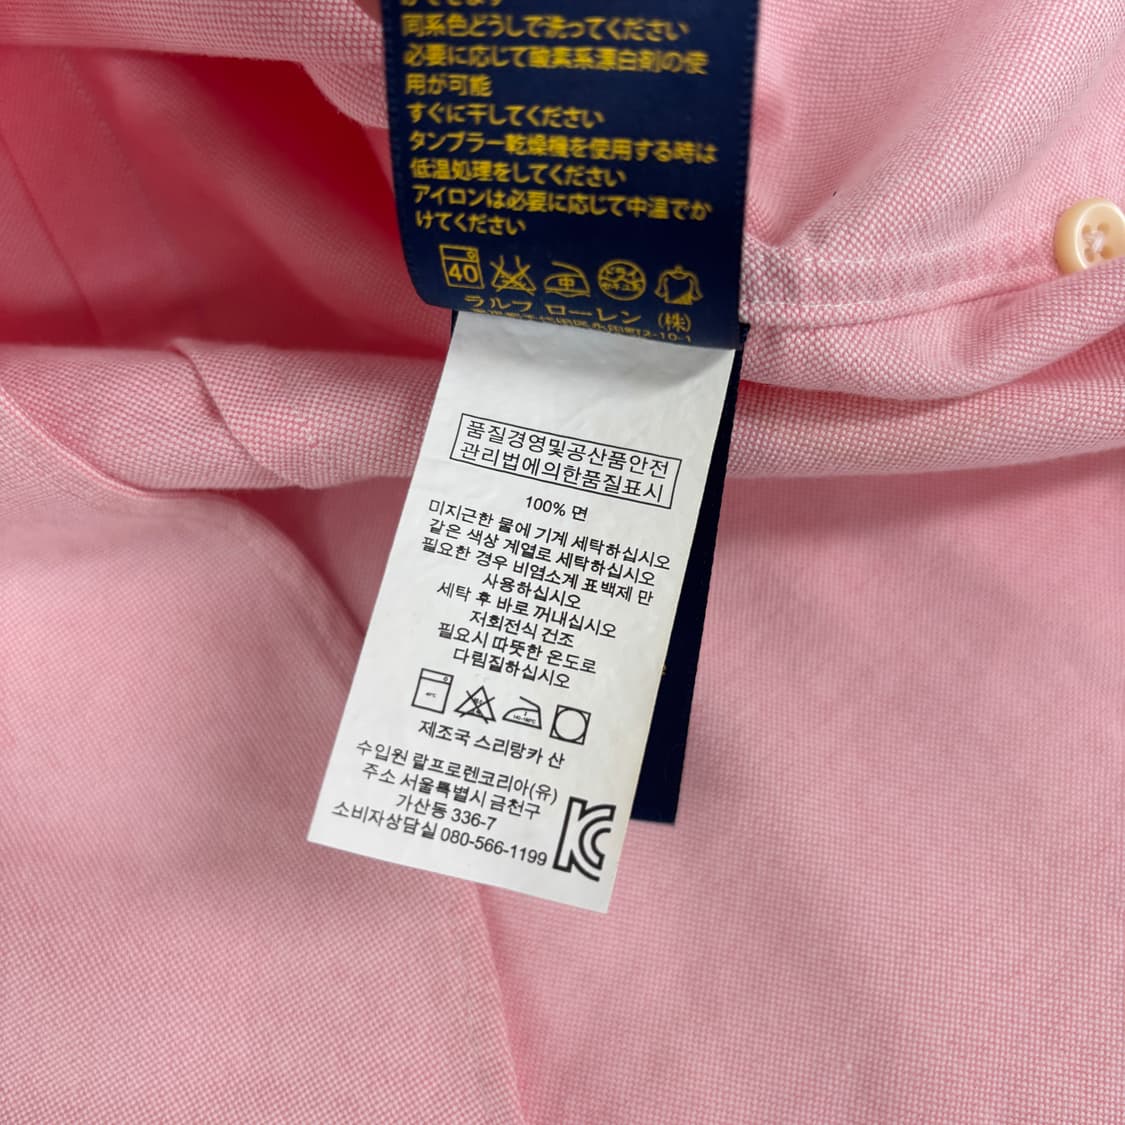 同系色どうしで洗ってください
必要に応じて酸素系漂白剤の使
用が可能
すぐに干してください
タンブラー乾燥機を使用する時は
低温処理をしてください
アイロンは必要に応じて中温でか
けてください
40
中
ラルフ ローレン (株)
2-10-1
품질경영및공산품안전
관리법에의한품질표시
100% 면
미지근한 물에 기계 세탁하십시오
같은 색상 계열로 세탁하십시오
필요한 경우 비염소계 표백제 만
사용하십시오
세탁 후 바로 꺼내십시오
저회전식 건조
필요시 따뜻한 온도로
다림질하십시오
제조국 스리랑카 산
수입원 랄프로렌코리아(유)
주소 서울특별시 금천구
가산동 336-7
소비자상담실 080-566-1199